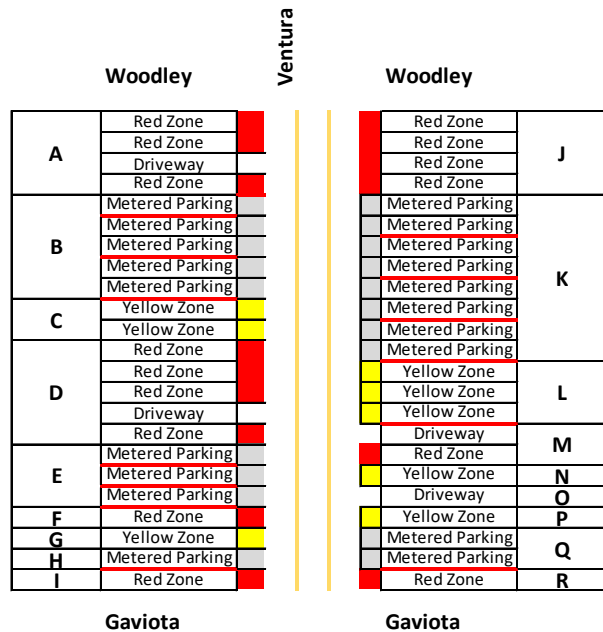 Ventura
Woodley
Woodley
A
Red Zone
Red Zone
Driveway
Red Zone
B
Metered Parking
Metered Parking
Metered Parking
Metered Parking
Metered Parking
C
Yellow Zone
Yellow Zone
D
Red Zone
Red Zone
Red Zone
Driveway
Red Zone
E
Metered Parking
Metered Parking
Metered Parking
F
Red Zone
G
Yellow Zone
H
Metered Parking
I
Red Zone
Red Zone
Red Zone
Red Zone
Red Zone
J
Metered Parking
Metered Parking
Metered Parking
Metered Parking
Metered Parking
Metered Parking
Metered Parking
Metered Parking
K
Yellow Zone
Yellow Zone
Yellow Zone
L
Driveway
Red Zone
M
Yellow Zone
N
Driveway
O
Yellow Zone
P
Metered Parking
Metered Parking
Q
Red Zone
R
Gaviota
Gaviota